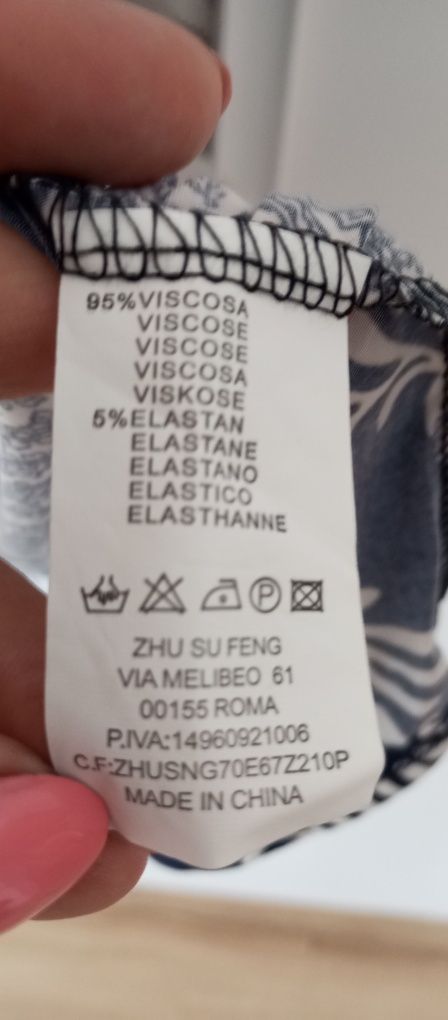 95%VISCOSA
VISCOSE
VISCOSE
VISCOSA
VISKOSE
5%ELASTAN
ELASTANE
ELASTANO
ELASTICO
ELASTHANNE
P
ZHU SU FENG
VIA MELIBEO 61
00155 ROMA
P.IVA:14960921006
C.F:ZHUSNG70E67Z210P
MADE IN CHINA